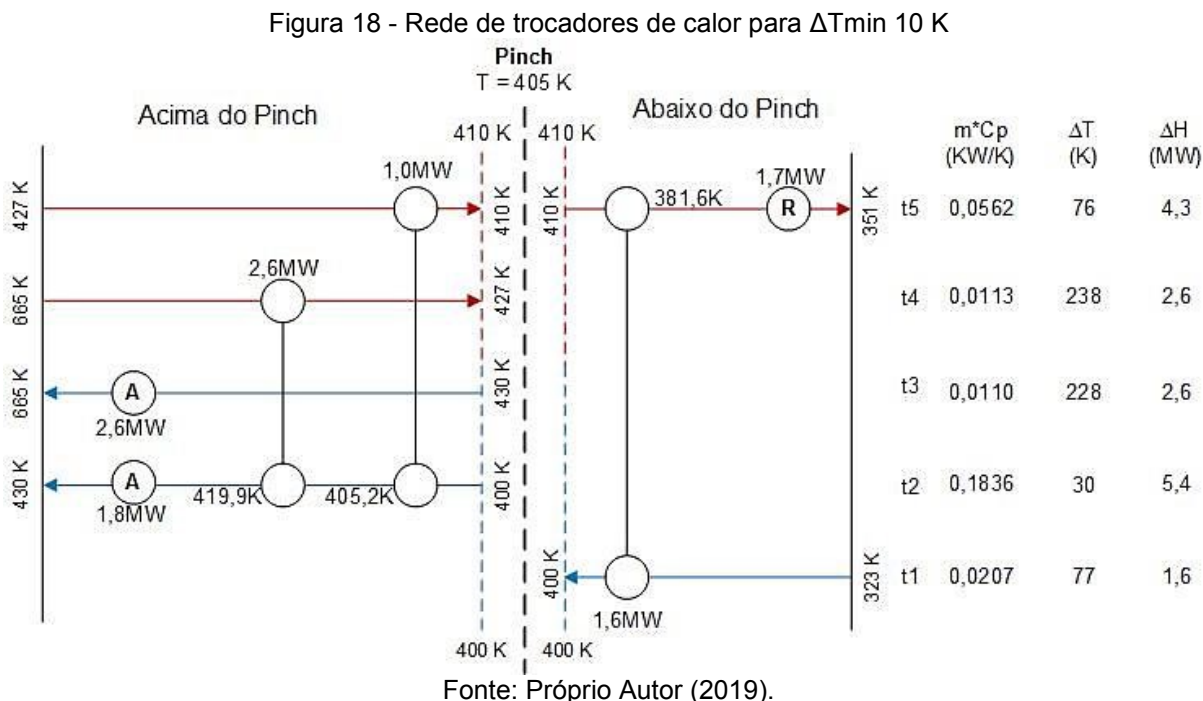 Figura 18 - Rede de trocadores de calor para ΔTmin 10 K
Pinch
T = 405 K
Acima do Pinch
Abaixo do Pinch
410 K
410 K
m*Cp
(KW/K)
ΔT
(K)
ΔH
(MW)
427 K
1,0MW
410 K
410 K
381,6K
1,7MW
R
351 K
t5 0,0562 76 4,3
665 K
2,6MW
427 K
t4 0,0113 238 2,6
665 K
A
2,6MW
430 K
t3 0,0110 228 2,6
430 K
A
1,8MW
419,9K
405,2K
400 K
t2 0,1836 30 5,4
400 K
1,6MW
323 K
t1 0,0207 77 1,6
400 K
400 K
Fonte: Próprio Autor (2019).